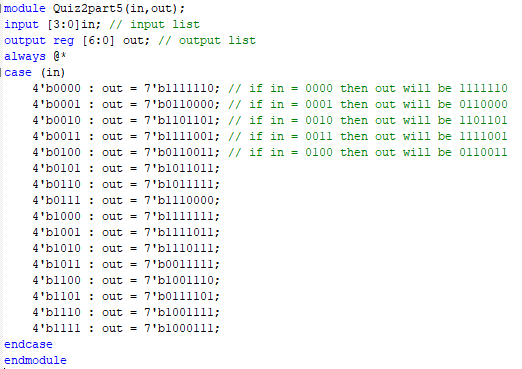 module Quiz2part5(in,out);
input [3:0]in; // input list
output reg [6:0] out; // output list
always @*
case (in)
4'b0000 : out = 7'b1111110; // if in = 0000 then out will be 1111110
4'b0001 : out = 7'b0110000; // if in = 0001 then out will be 0110000
4'b0010 : out = 7'b1101101; // if in = 0010 then out will be 1101101
4'b0011 : out = 7'b1111001; // if in = 0011 then out will be 1111001
4'b0100 : out = 7'b0110011; // if in = 0100 then out will be 0110011
4'b0101 : out = 7'b1011011;
4'b0110 : out = 7'b1011111;
4'b0111 : out = 7'b1110000;
4'b1000 : out = 7'b1111111;
4'b1001 : out = 7'b1111011;
4'b1010 : out = 7'b1110111;
4'b1011 : out = 7'b0011111;
4'b1100 : out = 7'b1001110;
4'b1101 : out = 7'b0111101;
4'b1110 : out = 7'b1001111;
4'b1111 : out = 7'b1000111;
endcase
endmodule